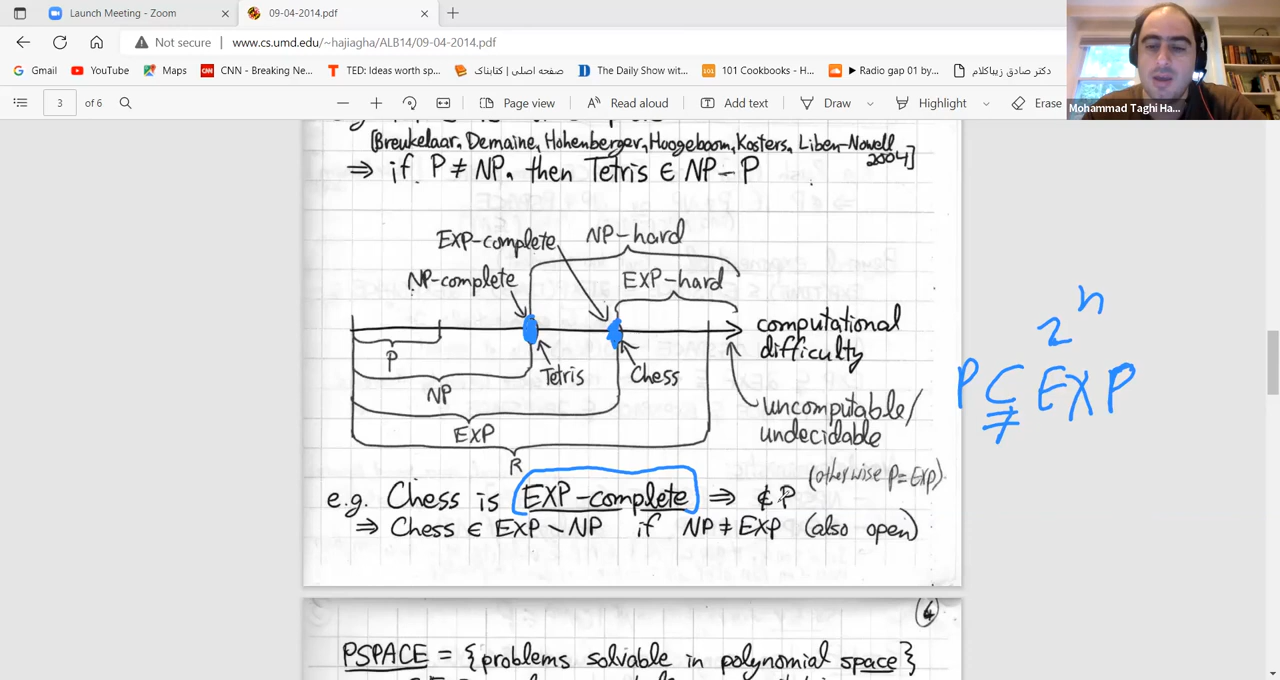 Launch Meeting - Zoom
09-04-2014.pdf
Not secure www.cs.umd.edu/~hajiagha/ALB14/09-04-2014.pdf
Gmail YouTube Maps CNN - Breaking Ne... TED: Ideas worth sp... صفحه اصلی | کتابناک The Daily Show wit... 101 Cookbooks - H... Radio gap 01 by... دکتر صادق زیباکلام
3 of 6 Page view Read aloud Add text Draw Highlight Erase
Mohammad Taghi Ha...
[Breukelaar, Demaine, Hohenberger, Hoogeboom, Kosters, Liben-Nowell
2004]
⇒ if P ≠ NP, then Tetris ∈ NP - P
EXP-complete
NP-hard
NP-complete
EXP-hard
computational
difficulty
P
Tetris
Chess
NP
uncomputable/
undecidable
EXP
R
(otherwise P=Exp).
e.g. Chess is EXP-complete ⇒ ∉ P
⇒ Chess ∈ EXP \ NP if NP ≠ EXP (also open)
2^n
P ⊊ EXP
4
PSPACE = {problems solvable in polynomial space}